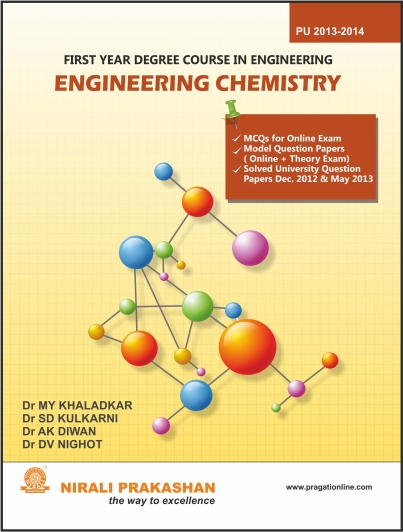 PU 2013-2014
FIRST YEAR DEGREE COURSE IN ENGINEERING
ENGINEERING CHEMISTRY
✓ MCQs for Online Exam
✓ Model Question Papers
( Online + Theory Exam)
✓ Solved University Question
Papers Dec. 2012 & May 2013
Dr MY KHALADKAR
Dr SD KULKARNI
Dr AK DIWAN
Dr DV NIGHOT
NIRALI PRAKASHAN
the way to excellence
www.pragationline.com